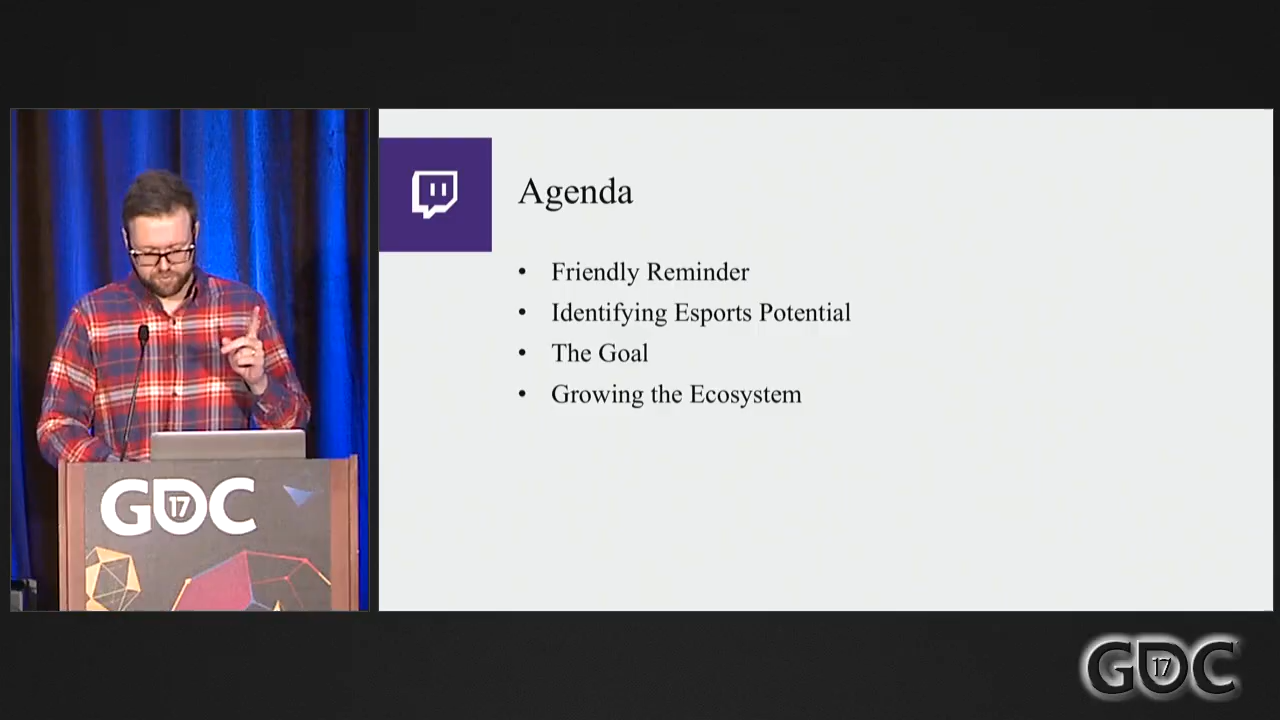 Agenda
• Friendly Reminder
• Identifying Esports Potential
• The Goal
• Growing the Ecosystem
GDC
17
GDC
17